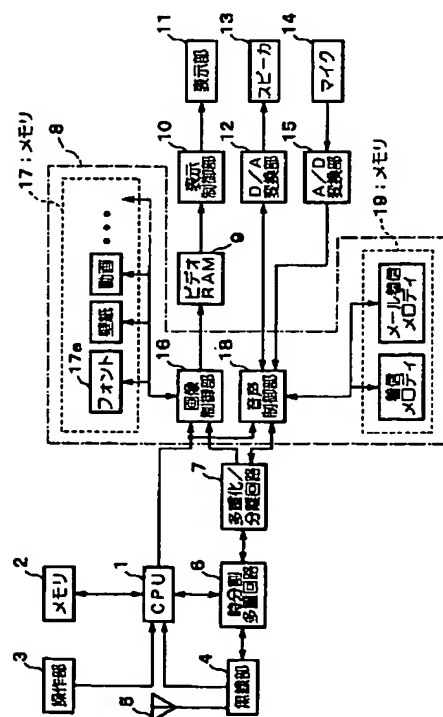 17：メモリ
8
フォント
17a
壁紙
動画
・・・
3
操作部
2
メモリ
1
CPU
5
4
無線部
6
時分割
多重回路
7
多重化／
分離回路
16
画像
制御部
9
ビデオ
RAM
10
表示
制御部
11
表示部
18
音声
制御部
12
D／A
変換部
13
スピーカ
15
A／D
変換部
14
マイク
19：メモリ
着信
メロディ
メール着信
メロディ